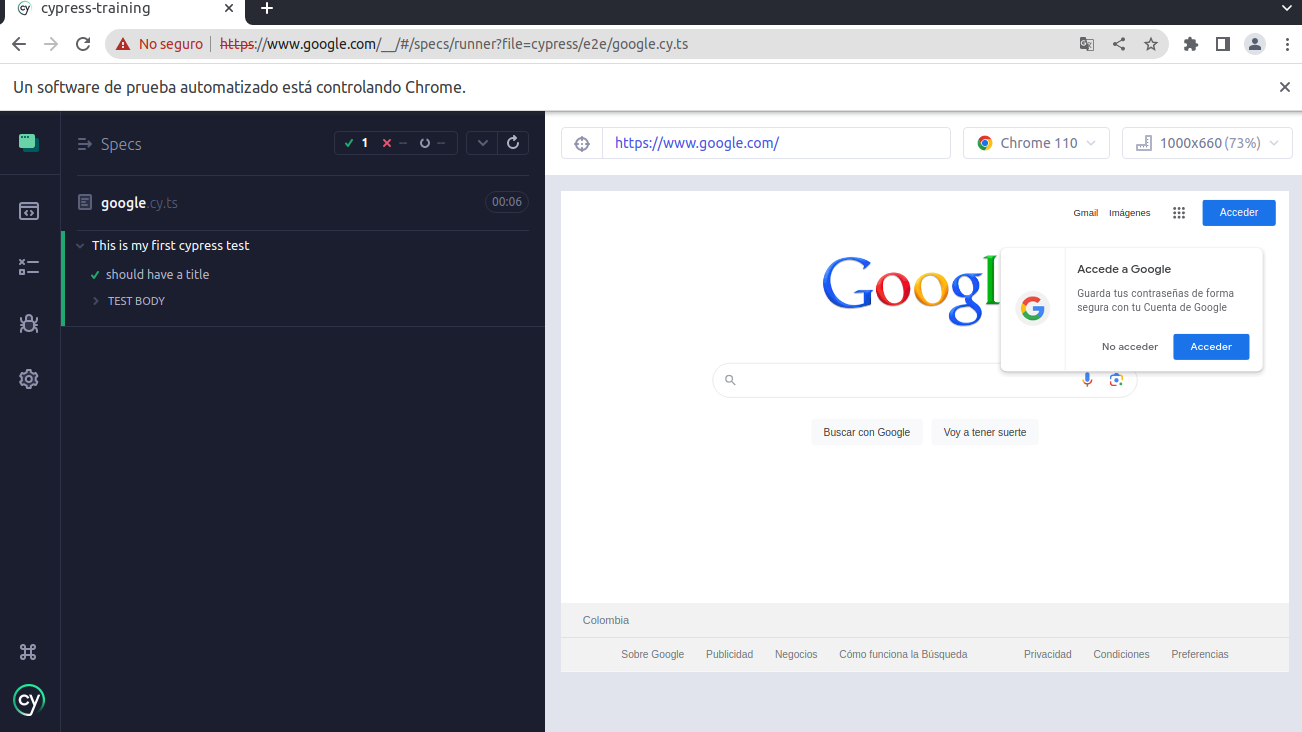 cypress-training
No seguro https://www.google.com/__/#/specs/runner?file=cypress/e2e/google.cy.ts
Un software de prueba automatizado está controlando Chrome.
Specs 1 -- --
google.cy.ts 00:06
This is my first cypress test
should have a title
TEST BODY
cy
https://www.google.com/ Chrome 110 1000x660 (73%)
Gmail Imágenes Acceder
Googl
Accede a Google
Guarda tus contraseñas de forma
segura con tu Cuenta de Google
No acceder Acceder
Buscar con Google Voy a tener suerte
Colombia
Sobre Google Publicidad Negocios Cómo funciona la Búsqueda Privacidad Condiciones Preferencias